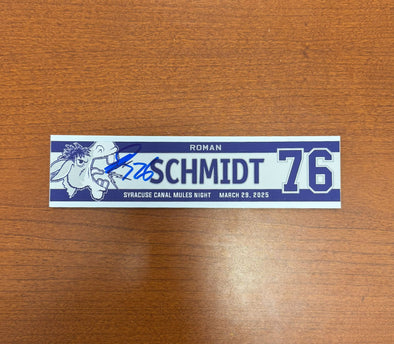 ROMAN
SCHMIDT 76
SYRACUSE CANAL MULES NIGHT MARCH 29, 2025